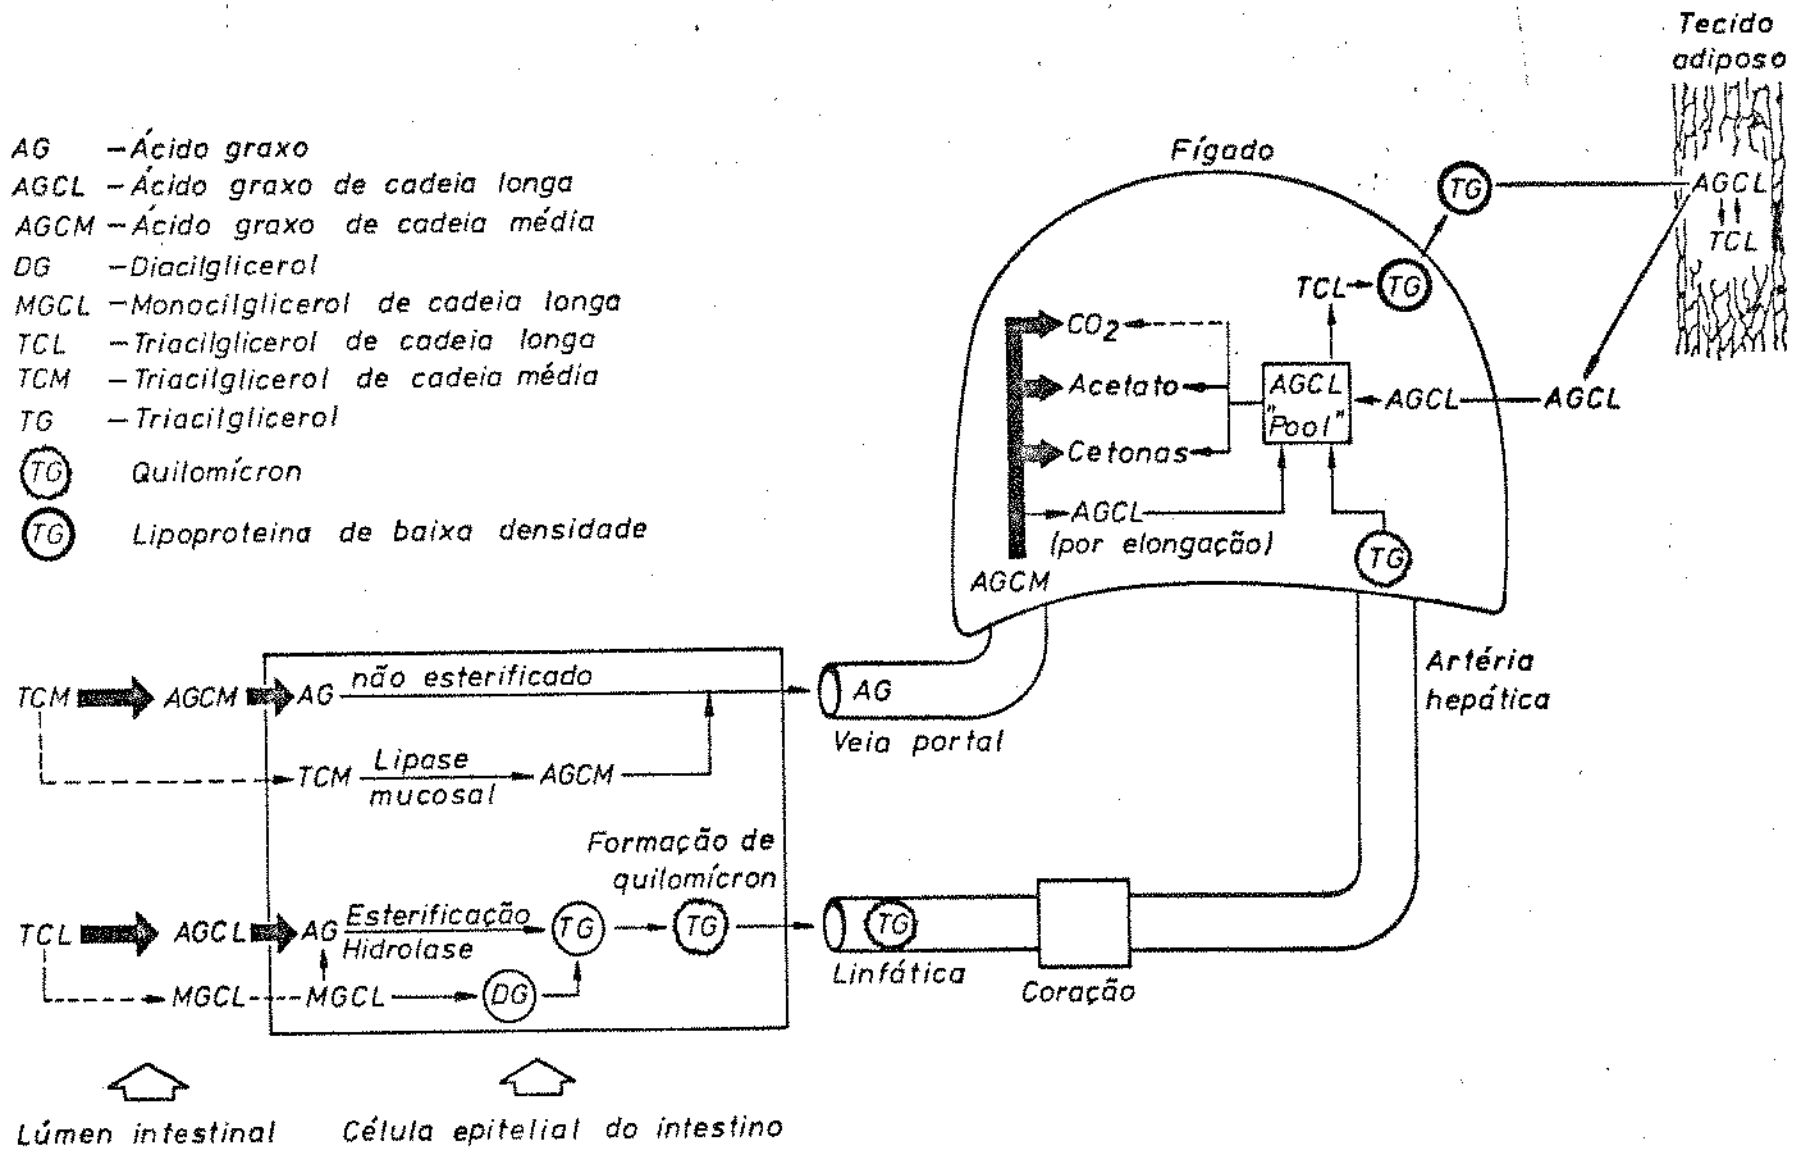 Tecido
adiposo
AG – Ácido graxo
AGCL – Ácido graxo de cadeia longa
AGCM – Ácido graxo de cadeia média
DG – Diacilglicerol
MGCL – Monocilglicerol de cadeia longa
TCL – Triacilglicerol de cadeia longa
TCM – Triacilglicerol de cadeia média
TG – Triacilglicerol
TG Quilomícron
TG Lipoproteina de baixa densidade
Fígado
TG
AGCL
TCL
TCL
TG
CO2
Acetato
Cetonas
AGCL
"Pool"
AGCL
AGCL
AGCL
(por elongação)
AGCM
TG
Artéria
hepática
TCM
AGCM
AG
não esterificado
AG
Veia portal
TCM
Lipase
mucosal
AGCM
Formação de
quilomícron
TCL
AGCL
AG
Esterificação
Hidrolase
TG
TG
TG
Linfática
Coração
MGCL
MGCL
DG
Lúmen intestinal
Célula epitelial do intestino